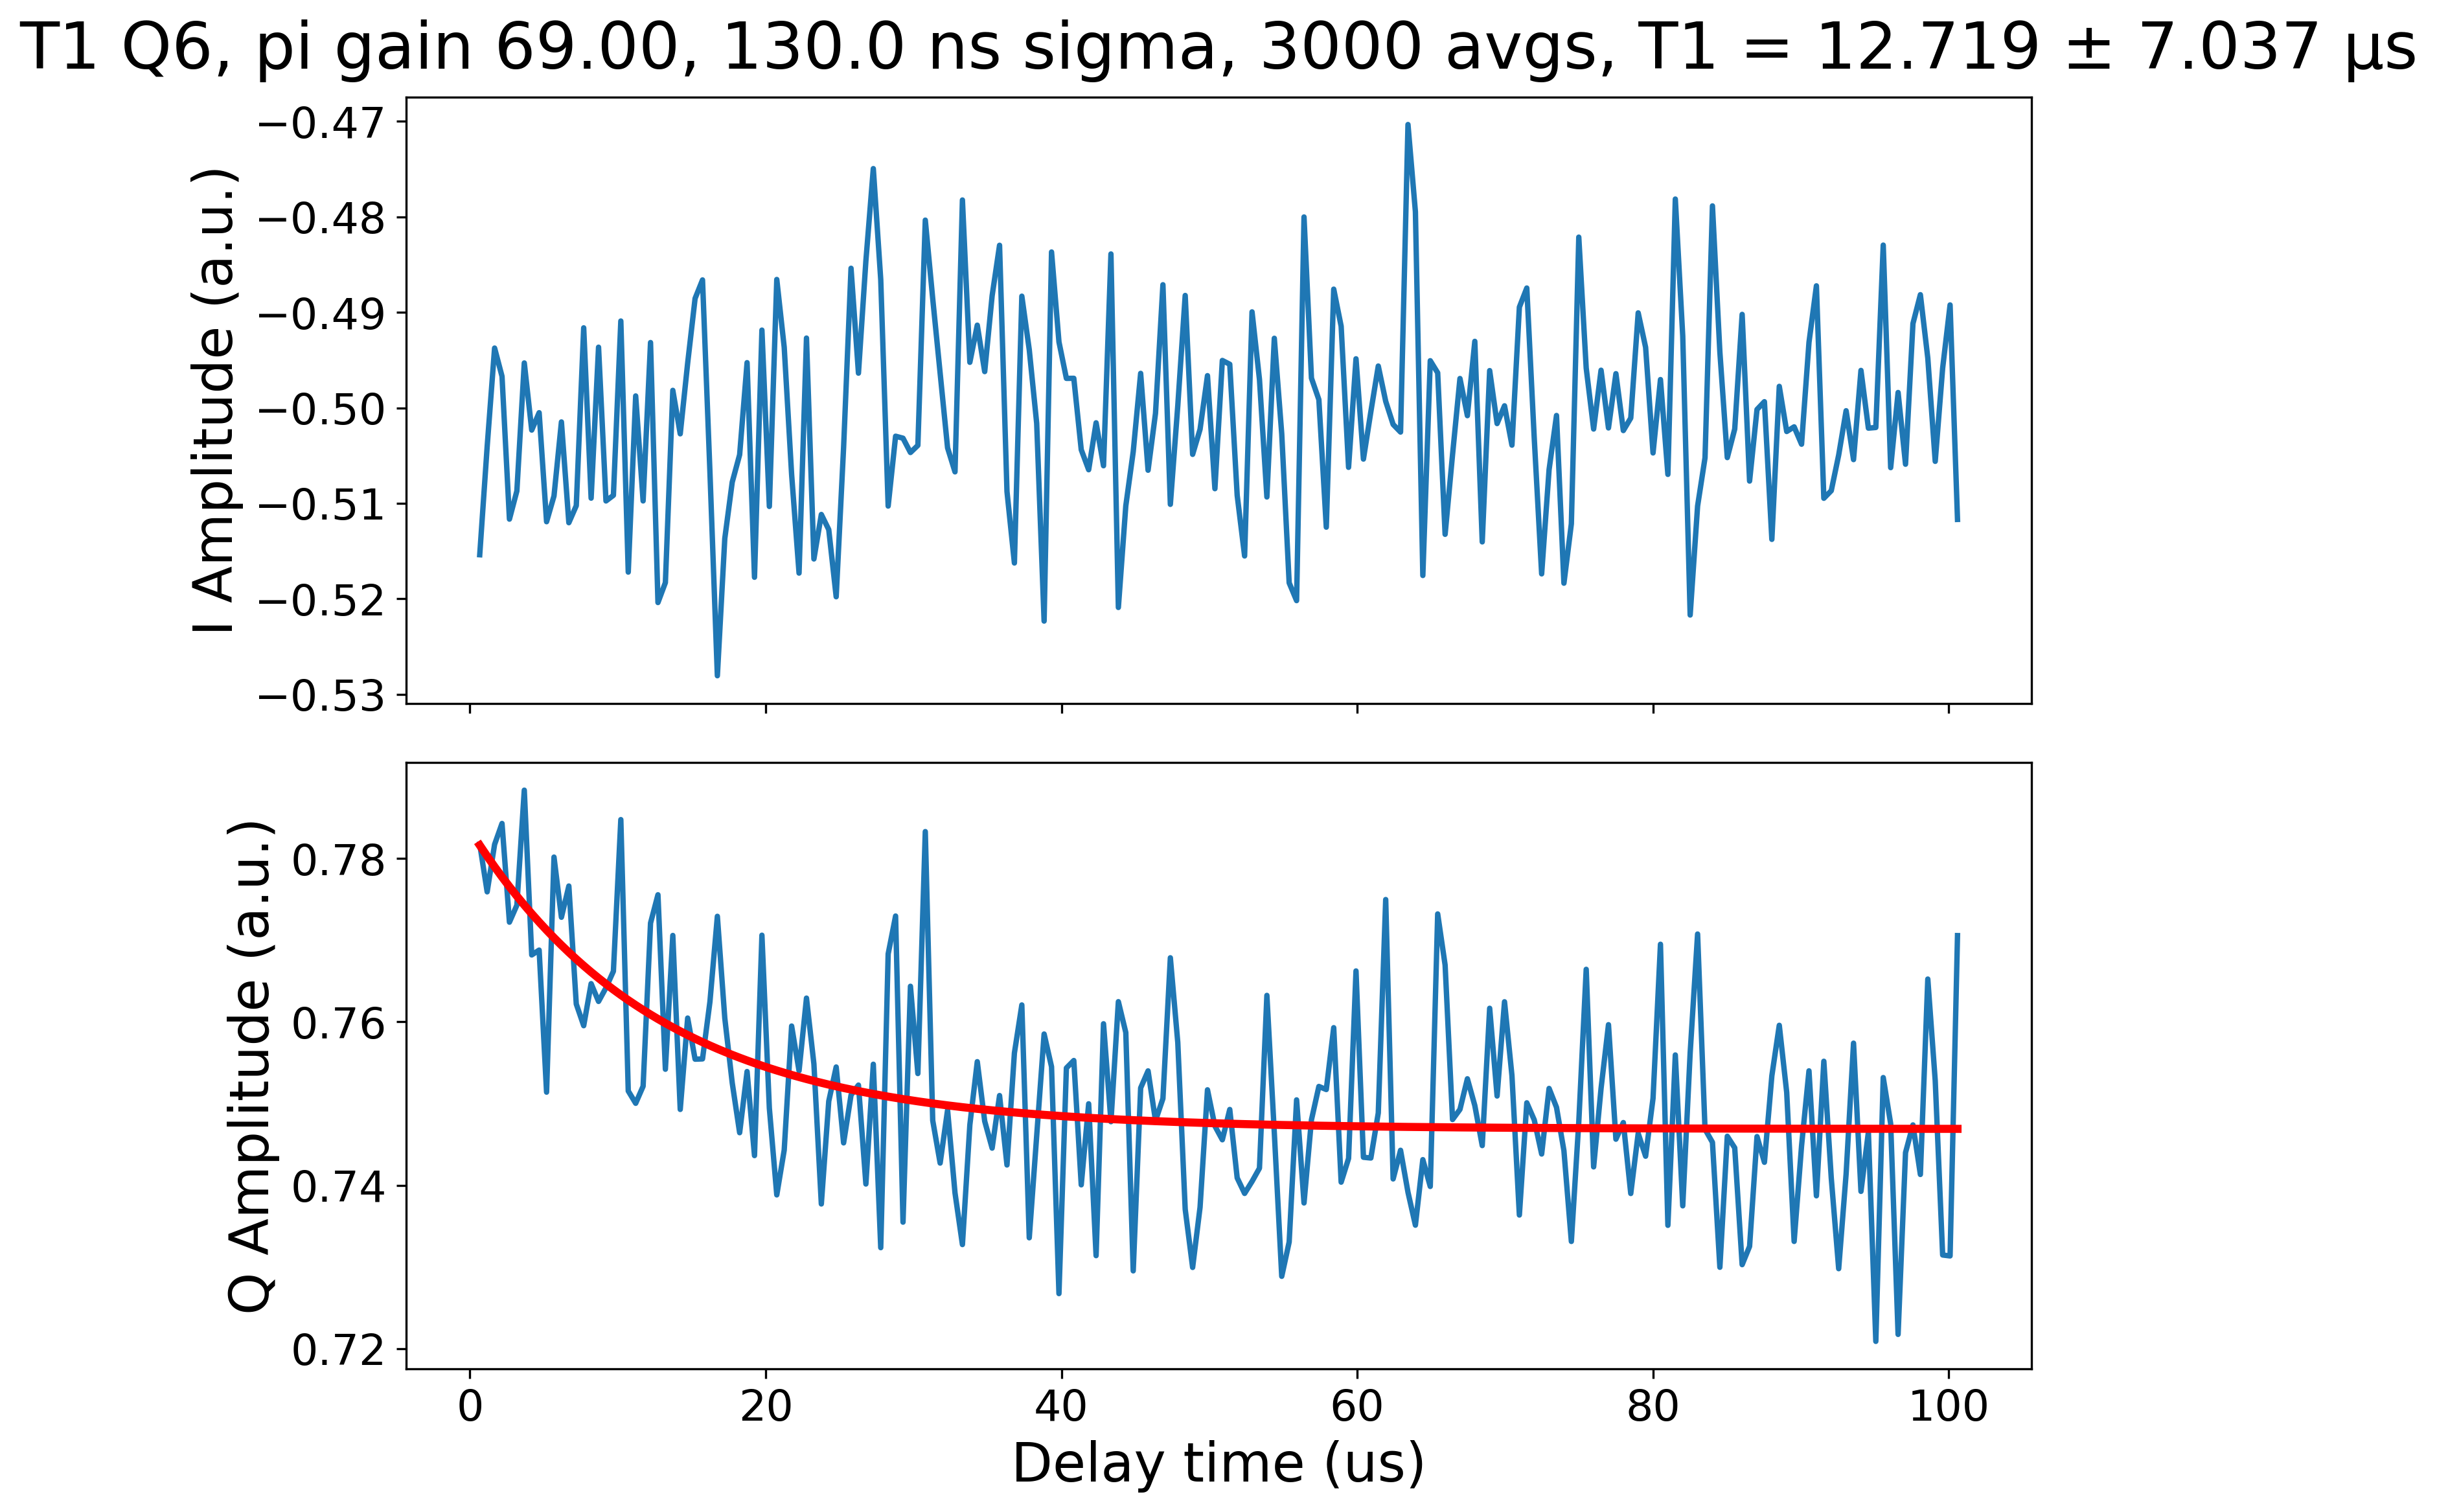 T1 Q6, pi gain 69.00, 130.0 ns sigma, 3000 avgs, T1 = 12.719 ± 7.037 µs
I Amplitude (a.u.)
−0.47
−0.48
−0.49
−0.50
−0.51
−0.52
−0.53
Q Amplitude (a.u.)
0.78
0.76
0.74
0.72
0 20 40 60 80 100
Delay time (us)